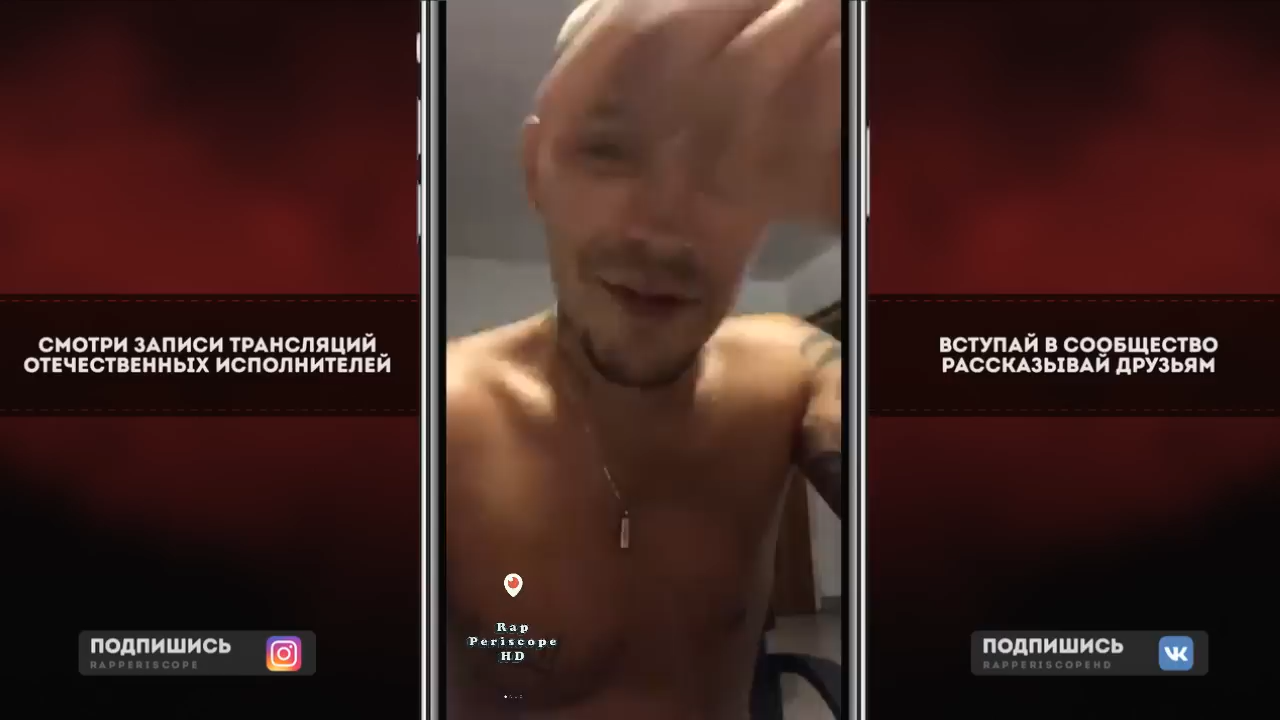 СМОТРИ ЗАПИСИ ТРАНСЛЯЦИЙ
ОТЕЧЕСТВЕННЫХ ИСПОЛНИТЕЛЕЙ
ВСТУПАЙ В СООБЩЕСТВО
РАССКАЗЫВАЙ ДРУЗЬЯМ
Rap
Periscope
HD
ПОДПИШИСЬ
RAPPERISCOPE
ПОДПИШИСЬ
RAPPERISCOPEHD